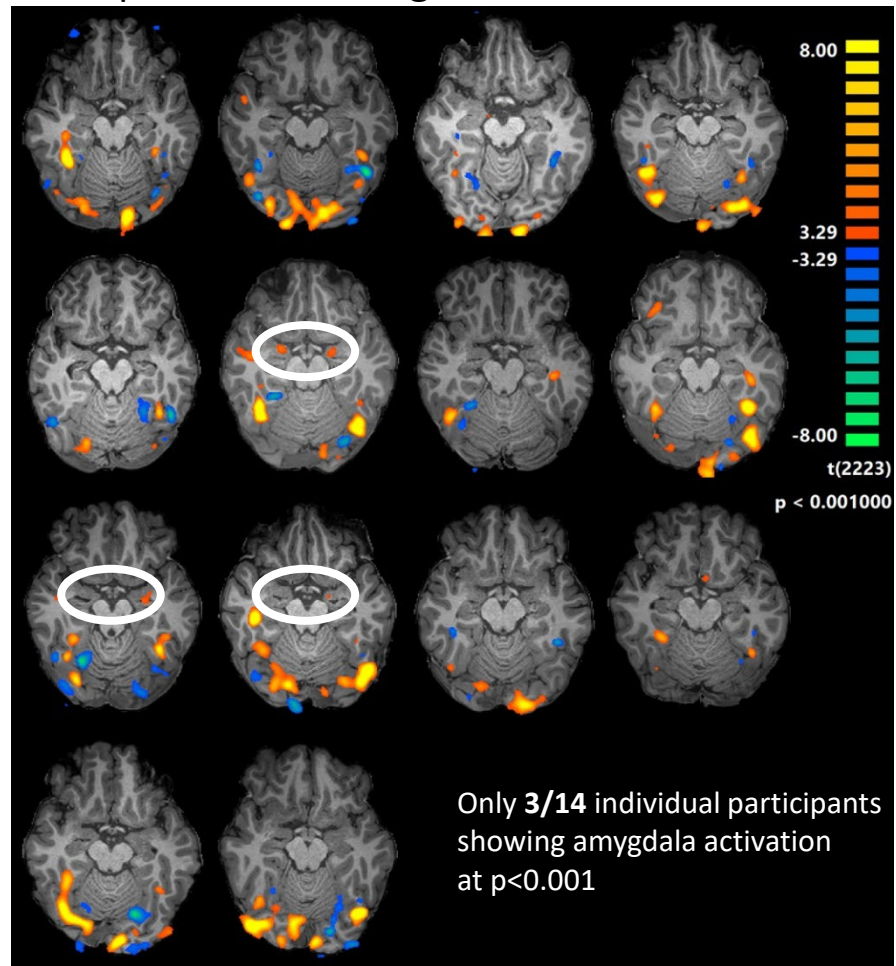 8.00
3.29
-3.29
-8.00
t(2223)
p < 0.001000
Only 3/14 individual participants
showing amygdala activation
at p<0.001